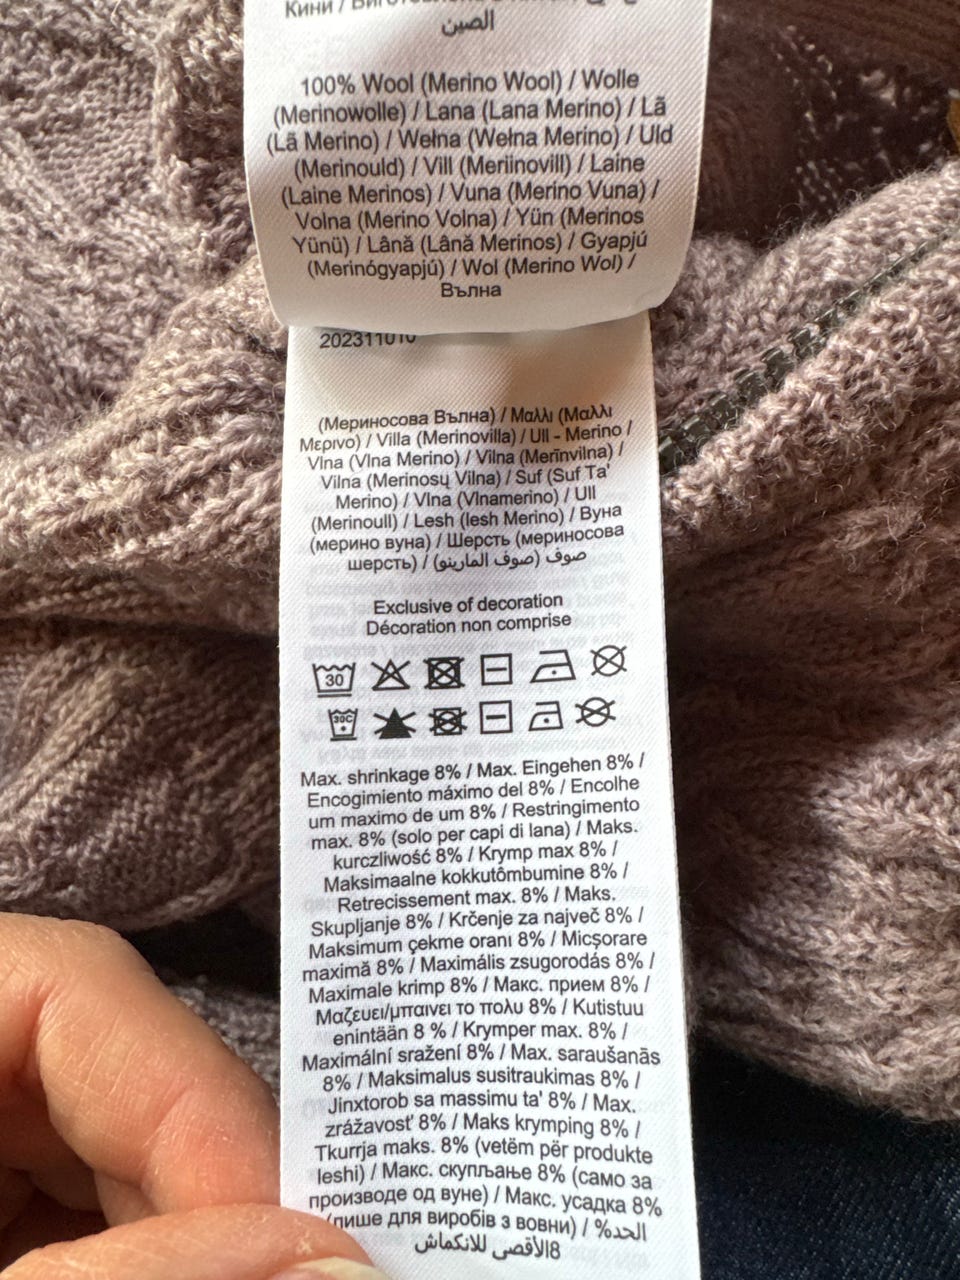 Кини /
الصين
100% Wool (Merino Wool) / Wolle
(Merinowolle) / Lana (Lana Merino) / Lã
(Lã Merino) / Wełna (Wełna Merino) / Uld
(Merinould) / Vill (Meriinovill) / Laine
(Laine Merinos) / Vuna (Merino Vuna) /
Volna (Merino Volna) / Yün (Merinos
Yünü) / Lână (Lână Merinos) / Gyapjú
(Merinógyapjú) / Wol (Merino Wol) /
Вълна
202311010
(Мериносова Вълна) / Μαλλι (Μαλλι
Μερινο) / Villa (Merinovilla) / Ull - Merino /
Vlna (Vlna Merino) / Vilna (Merīnvilna) /
Vilna (Merinosų Vilna) / Suf (Suf Ta'
Merino) / Vlna (Vlnamerino) / Ull
(Merinoull) / Lesh (lesh Merino) / Вуна
(мерино вуна) / Шерсть (мериносова
шерсть) / صوف (صوف المارينو)
Exclusive of decoration
Décoration non comprise
30
30C
Max. shrinkage 8% / Max. Eingehen 8% /
Encogimiento máximo del 8% / Encolhe
um maximo de um 8% / Restringimento
max. 8% (solo per capi di lana) / Maks.
kurczliwość 8% / Krymp max 8% /
Maksimaalne kokkutõmbumine 8% /
Retrecissement max. 8% / Maks.
Skupljanje 8% / Krčenje za največ 8% /
Maksimum çekme oranı 8% / Micşorare
maximă 8% / Maximális zsugorodás 8% /
Maximale krimp 8% / Макс. прием 8% /
Μαζευει/μπαινει το πολυ 8% / Kutistuu
enintään 8 % / Krymper max. 8% /
Maximální sražení 8% / Max. saraušanās
8% / Maksimalus susitraukimas 8% /
Jinxtorob sa massimu ta' 8% / Max.
zrážavosť 8% / Maks krymping 8% /
Tkurrja maks. 8% (vetëm për produkte
leshi) / Макс. скупљање 8% (само за
производе од вуне) / Макс. усадка 8%
(лише для виробів з вовни) / الحد%
8الأقصى للانكماش